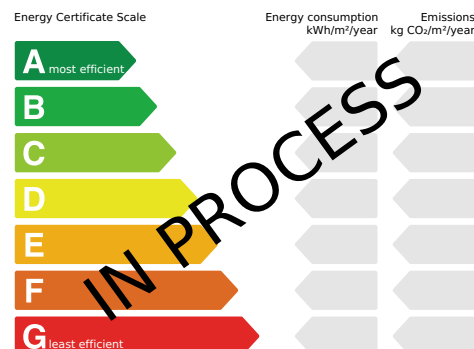 Energy Certificate Scale
Energy consumption
kWh/m²/year
Emissions
kg CO₂/m²/year
A most efficient
B
C
D
E
F
G least efficient
IN PROCESS